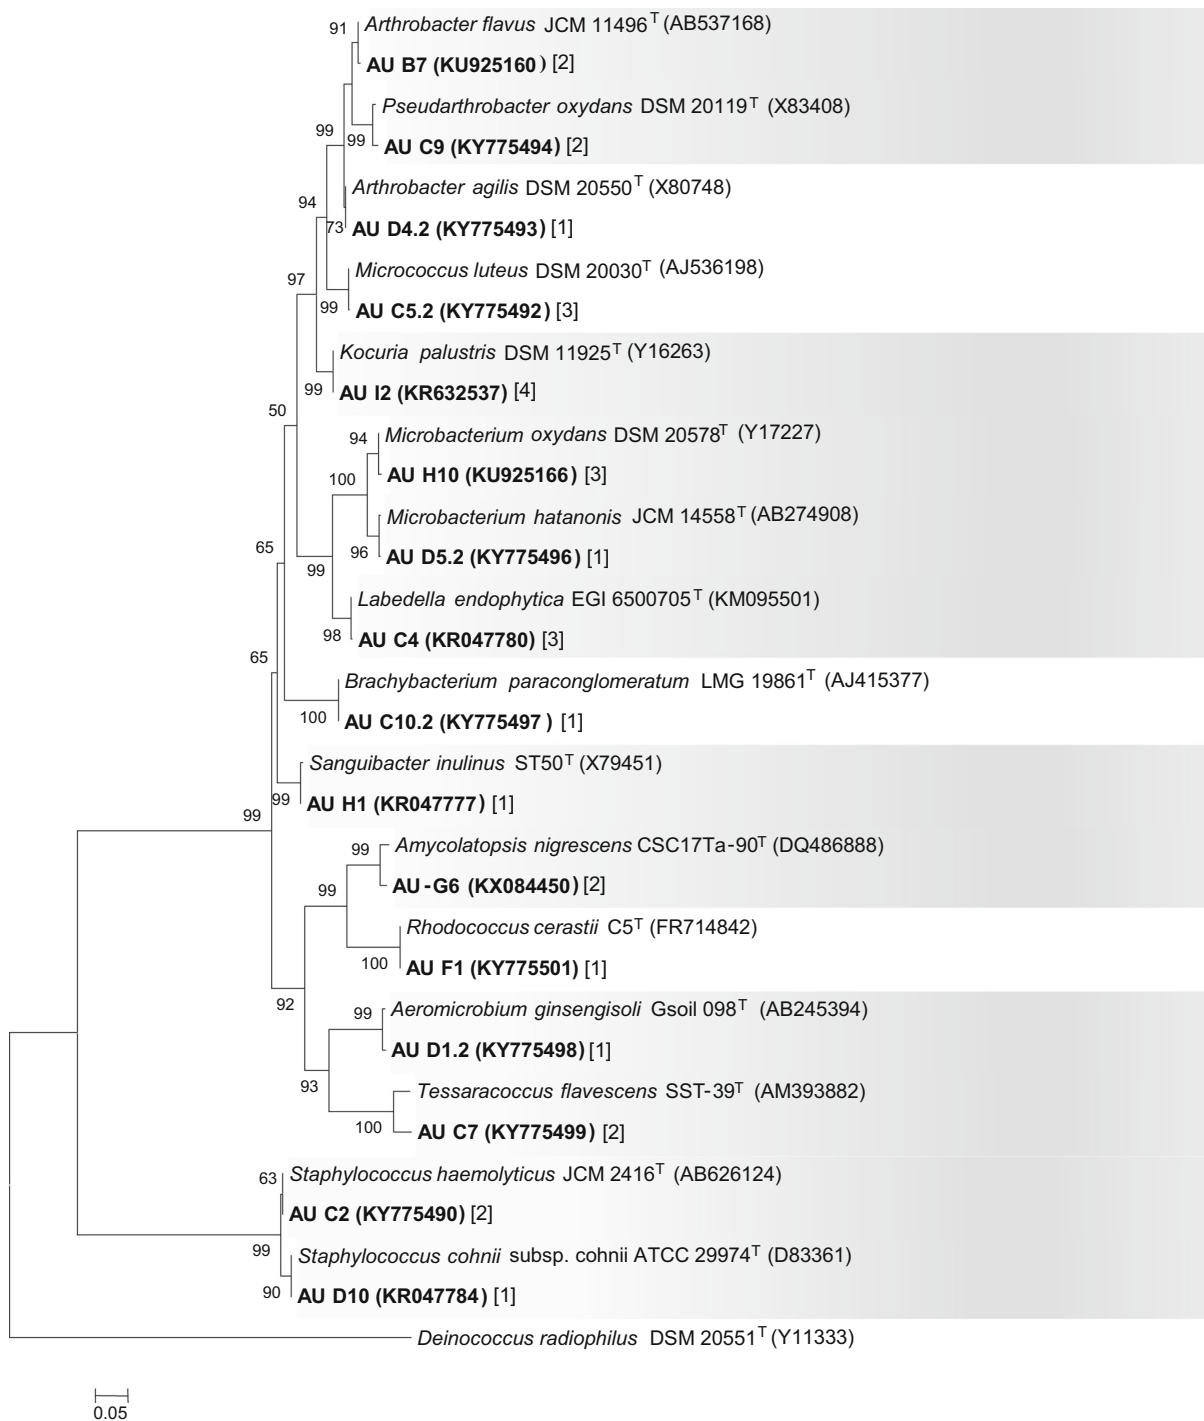 91
Arthrobacter flavus JCM 11496T (AB537168)
AU B7 (KU925160) [2]
Pseudarthrobacter oxydans DSM 20119T (X83408)
99
99
AU C9 (KY775494) [2]
Arthrobacter agilis DSM 20550T (X80748)
94
73
AU D4.2 (KY775493) [1]
Micrococcus luteus DSM 20030T (AJ536198)
97
99
AU C5.2 (KY775492) [3]
Kocuria palustris DSM 11925T (Y16263)
99
AU I2 (KR632537) [4]
50
94
Microbacterium oxydans DSM 20578T (Y17227)
100
AU H10 (KU925166) [3]
Microbacterium hatanonis JCM 14558T (AB274908)
65
96
AU D5.2 (KY775496) [1]
99
Labedella endophytica EGI 6500705T (KM095501)
98
AU C4 (KR047780) [3]
65
Brachybacterium paraconglomeratum LMG 19861T (AJ415377)
100
AU C10.2 (KY775497 ) [1]
Sanguibacter inulinus ST50T (X79451)
99
AU H1 (KR047777) [1]
99
99
Amycolatopsis nigrescens CSC17Ta-90T (DQ486888)
99
AU-G6 (KX084450) [2]
Rhodococcus cerastii C5T (FR714842)
100
AU F1 (KY775501) [1]
92
99
Aeromicrobium ginsengisoli Gsoil 098T (AB245394)
AU D1.2 (KY775498) [1]
93
Tessaracoccus flavescens SST-39T (AM393882)
100
AU C7 (KY775499) [2]
63
Staphylococcus haemolyticus JCM 2416T (AB626124)
AU C2 (KY775490) [2]
99
Staphylococcus cohnii subsp. cohnii ATCC 29974T (D83361)
90
AU D10 (KR047784) [1]
Deinococcus radiophilus DSM 20551T (Y11333)
0.05